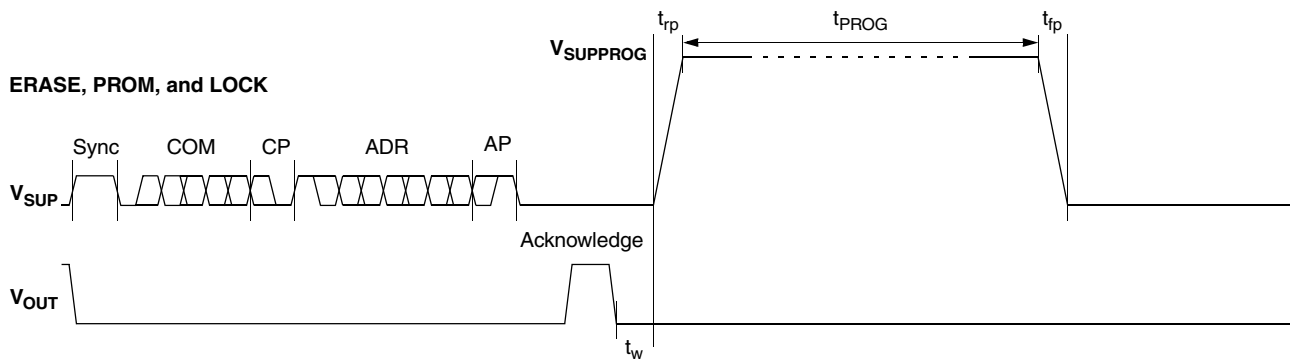 t_rp t_PROG t_fp
V_SUPPROG
ERASE, PROM, and LOCK
Sync COM CP ADR AP
V_SUP
Acknowledge
V_OUT
t_w